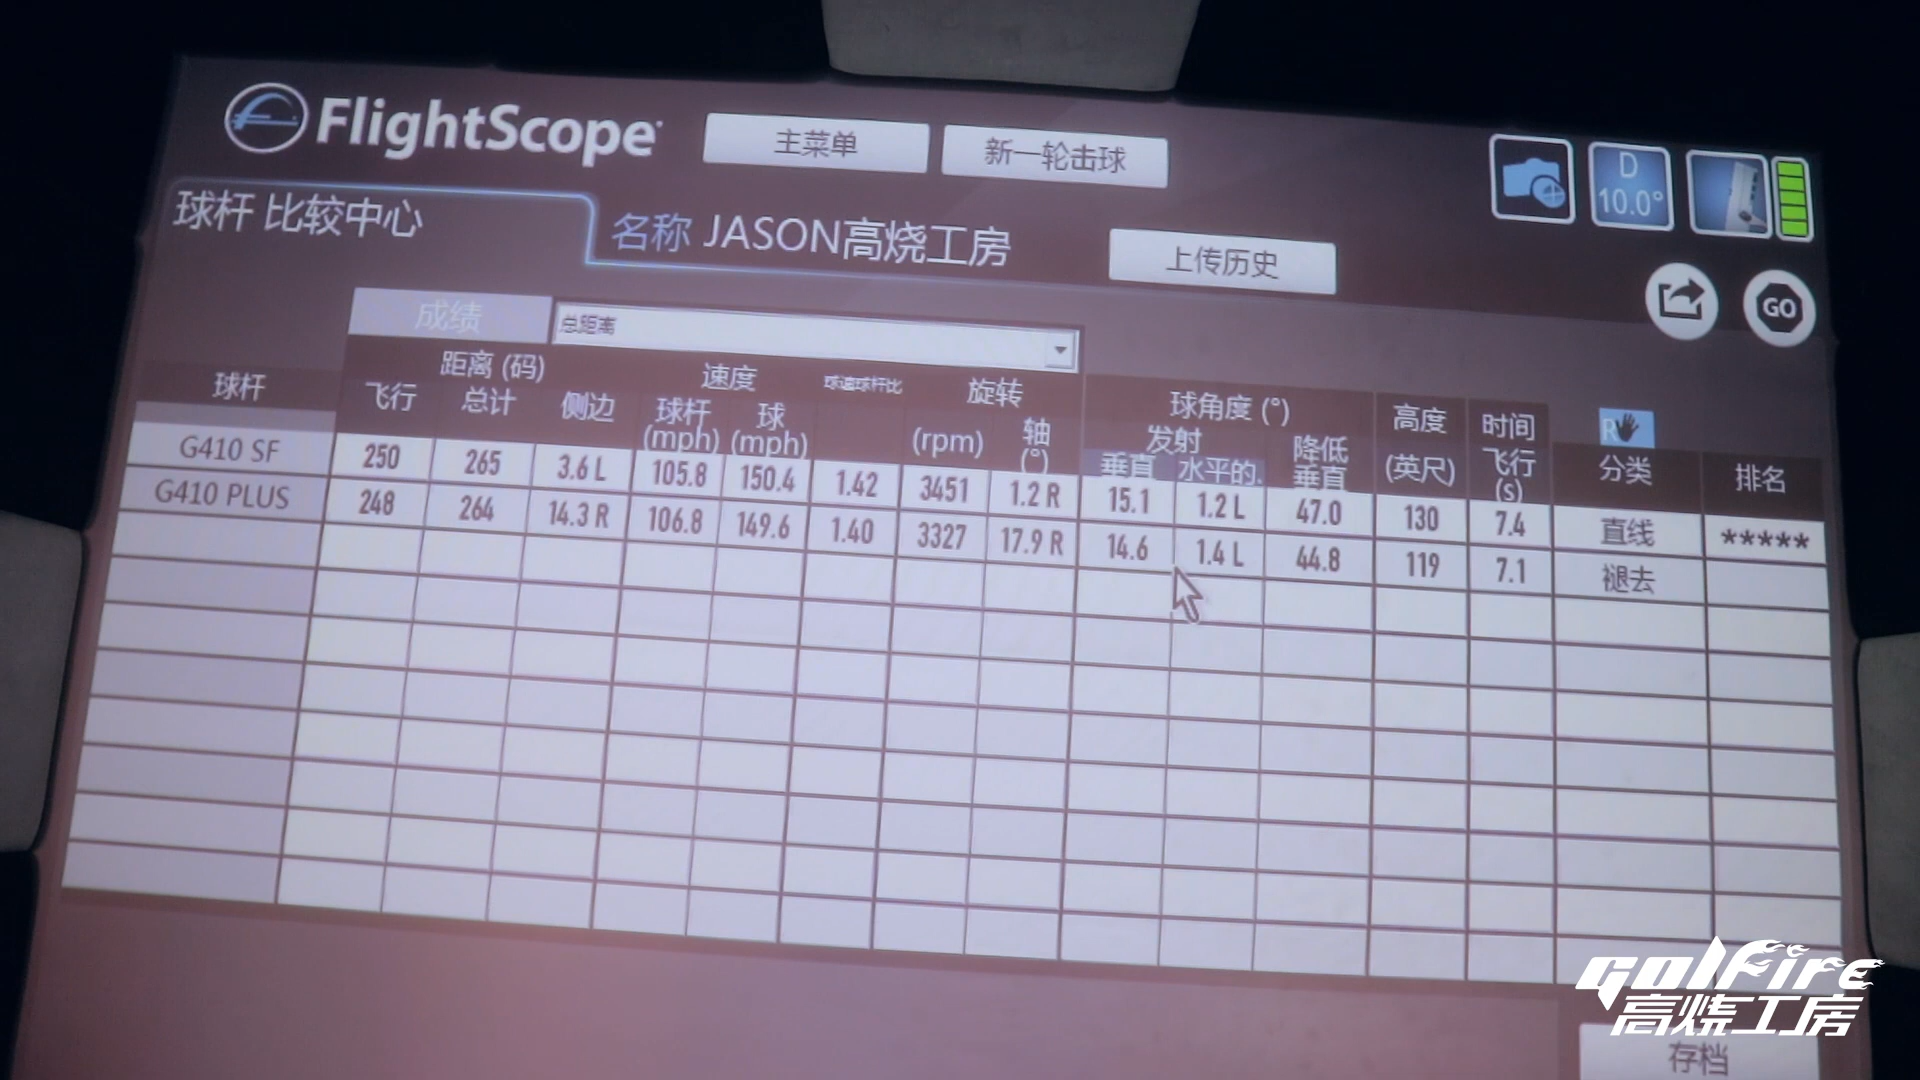 FlightScope
主菜单
新一轮击球
D
10.0°
球杆 比较中心
名称 JASON高烧工房
上传历史
GO
成绩
总距离
球杆
距离 (码)
飞行
总计
侧边
速度
球杆
(mph)
球
(mph)
球速球杆比
旋转
(rpm)
轴
(°)
球角度 (°)
发射
垂直
水平的.
降低
垂直
高度
(英尺)
时间
飞行
(s)
R
分类
排名
G410 SF 250 265 3.6 L 105.8 150.4 1.42 3451 1.2 R 15.1 1.2 L 47.0 130 7.4 直线 *****
G410 PLUS 248 264 14.3 R 106.8 149.6 1.40 3327 17.9 R 14.6 1.4 L 44.8 119 7.1 褪去
golfire
高烧工房
存档